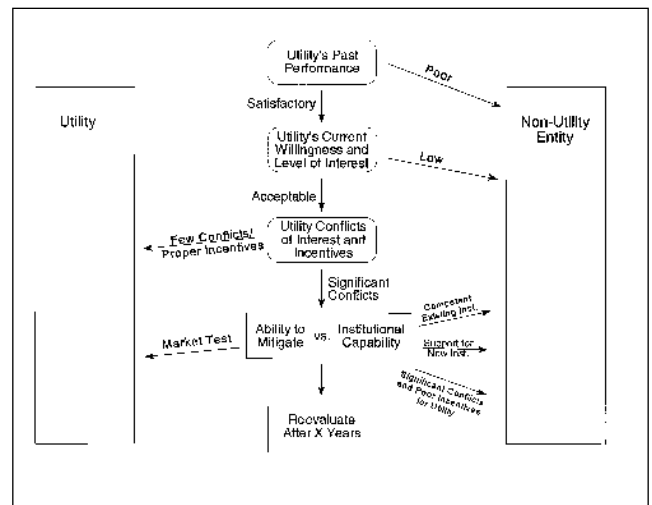 Utility's Past
Performance
Poor
Satisfactory
Utility
Non-Utility
Entity
Utility's Current
Willingness and
Level of Interest
Low
Acceptable
Few Conflicts/
Proper Incentives
Utility Conflicts
of Interest and
Incentives
Significant
Conflicts
Market Test
Ability to
Mitigate
vs.
Institutional
Capability
Competent
Existing Inst.
Support for
New Inst.
Significant Conflicts
and Poor Incentives
for Utility
Reevaluate
After X Years